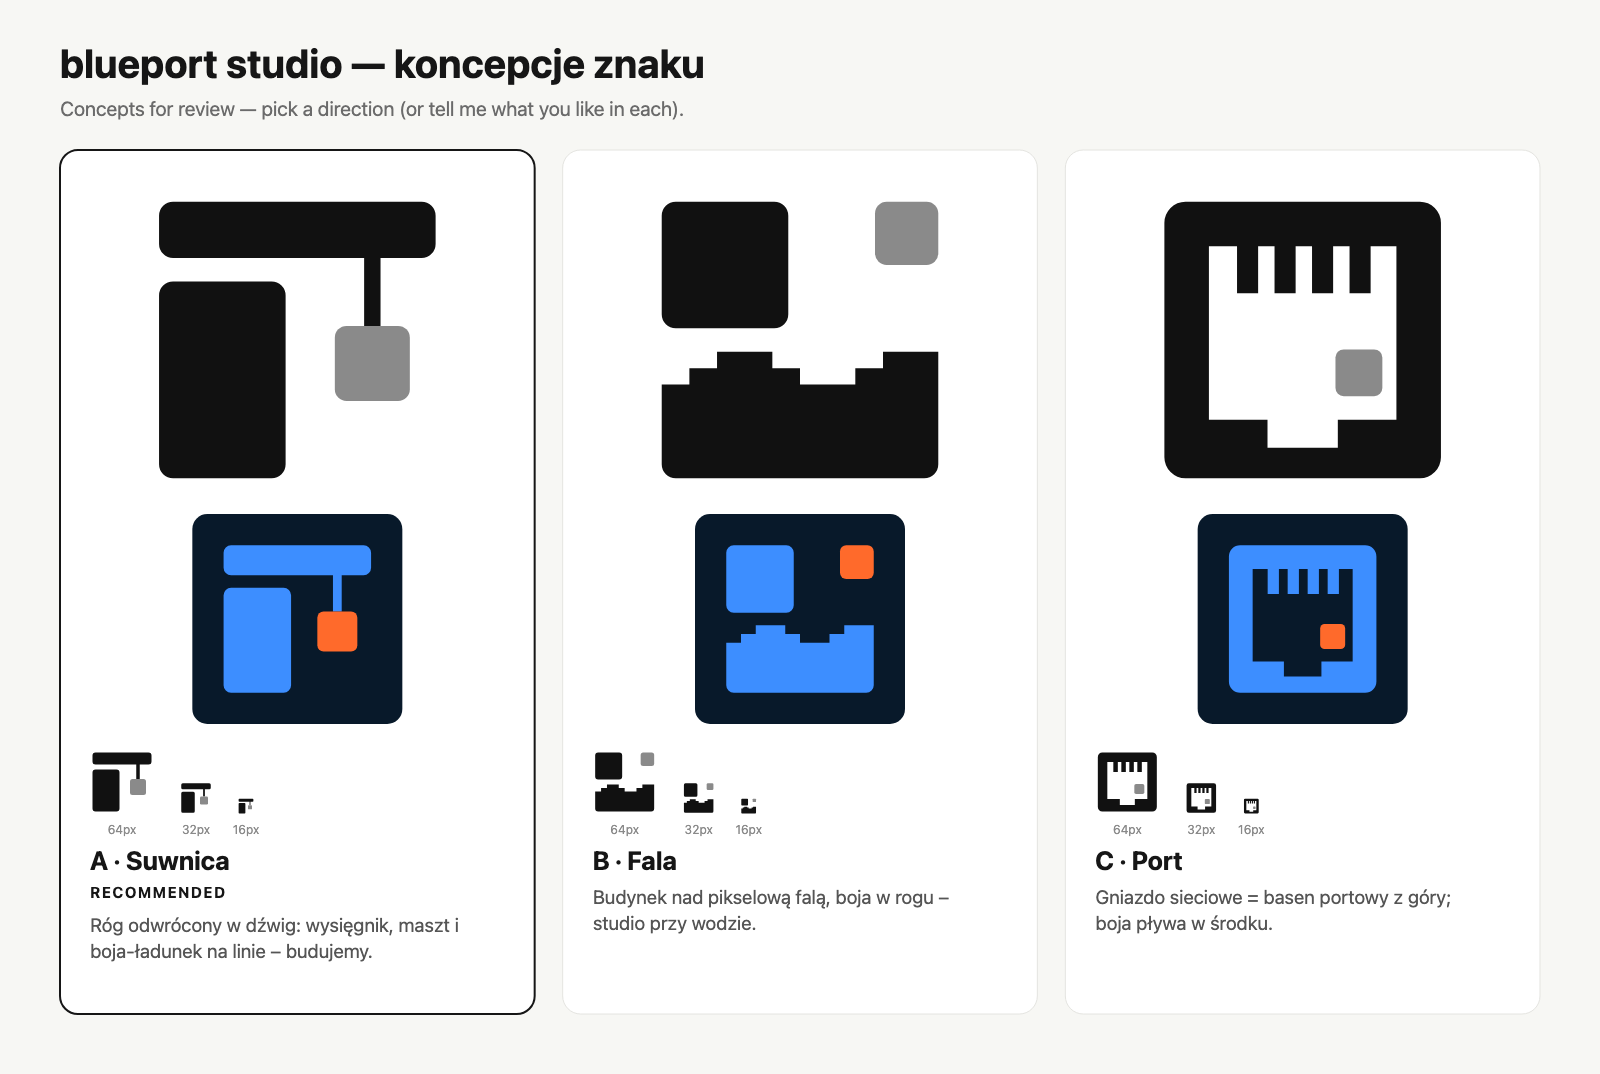 blueport studio — koncepcje znaku
Concepts for review — pick a direction (or tell me what you like in each).
64px
32px
16px
A · Suwnica
RECOMMENDED
Róg odwrócony w dźwig: wysięgnik, maszt i
boja-ładunek na linie – budujemy.
64px
32px
16px
B · Fala
Budynek nad pikselową falą, boja w rogu –
studio przy wodzie.
64px
32px
16px
C · Port
Gniazdo sieciowe = basen portowy z góry;
boja pływa w środku.